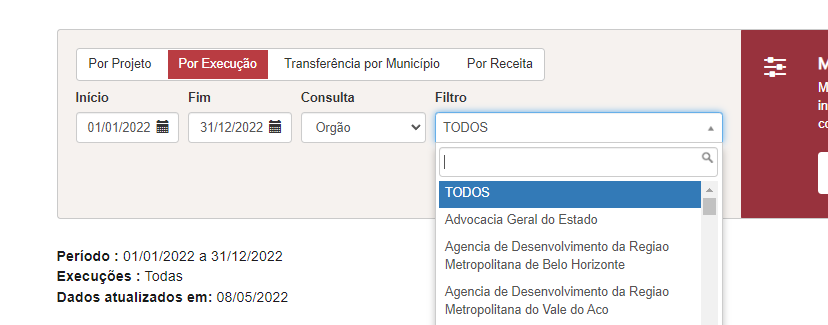 Por Projeto Por Execução Transferência por Município Por Receita
Início Fim Consulta Filtro
01/01/2022 31/12/2022 Orgão TODOS
TODOS
Advocacia Geral do Estado
Agencia de Desenvolvimento da Regiao
Metropolitana de Belo Horizonte
Agencia de Desenvolvimento da Regiao
Metropolitana do Vale do Aco
Período : 01/01/2022 a 31/12/2022
Execuções : Todas
Dados atualizados em: 08/05/2022